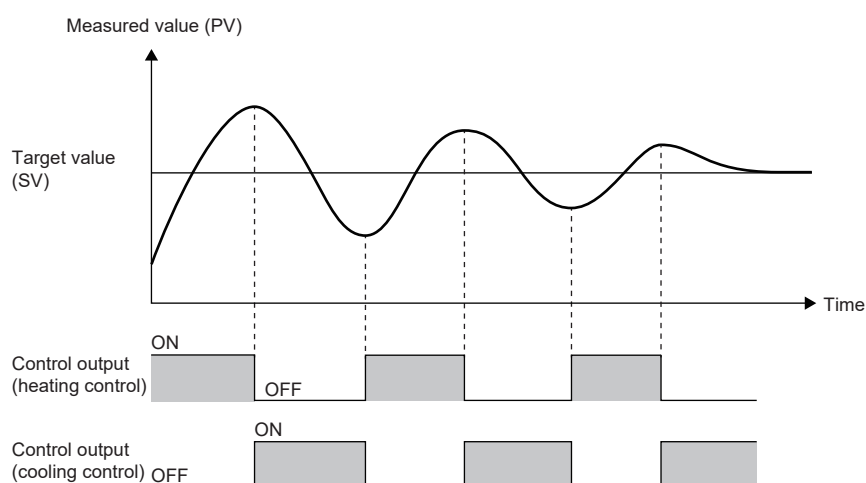 Measured value (PV)
Target value
(SV)
Time
ON
Control output
(heating control)
OFF
ON
Control output
(cooling control)
OFF